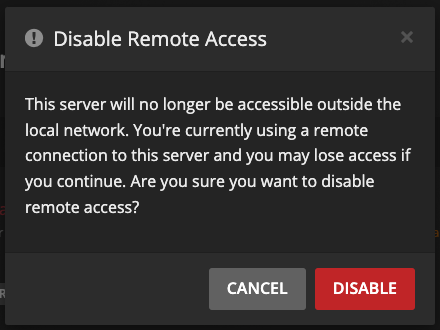 Disable Remote Access
This server will no longer be accessible outside the
local network. You're currently using a remote
connection to this server and you may lose access if
you continue. Are you sure you want to disable
remote access?
CANCEL
DISABLE